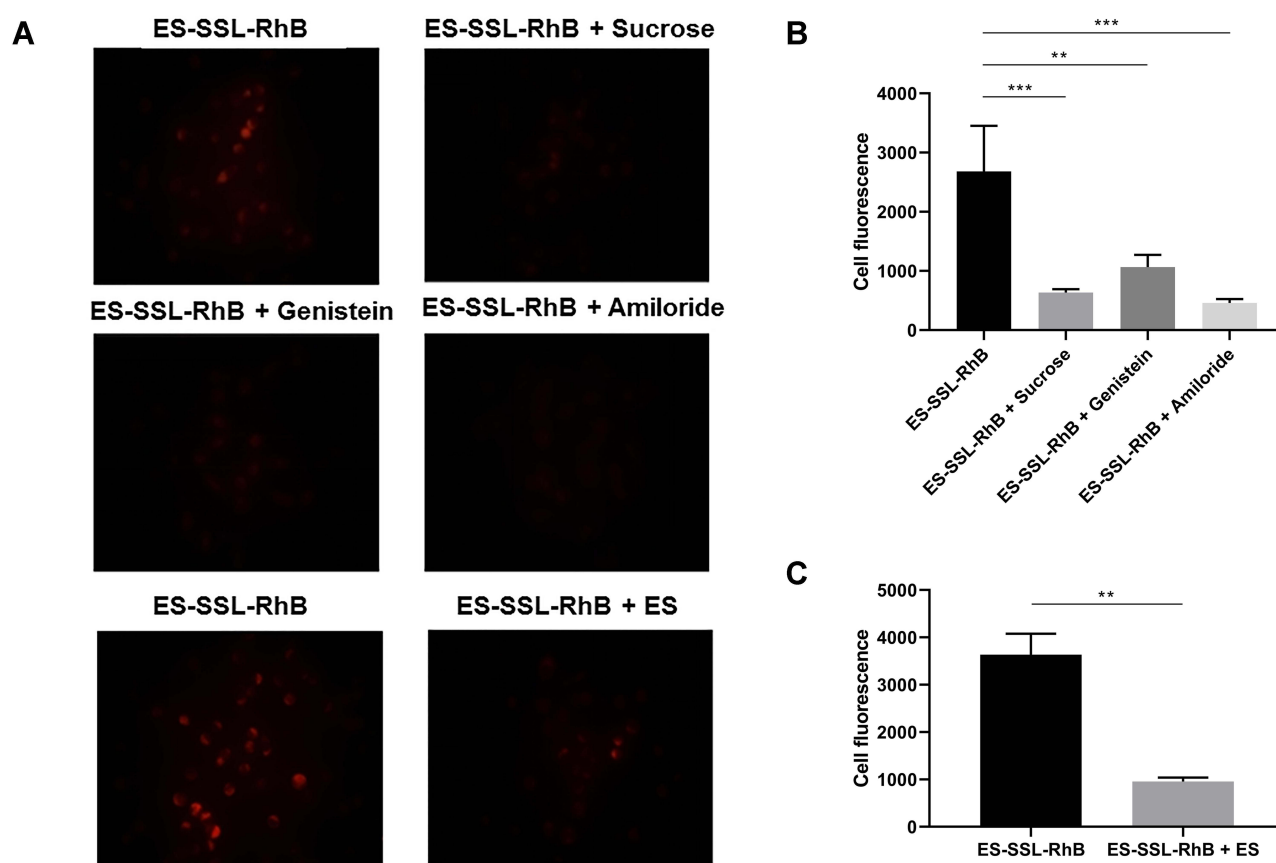 A
ES-SSL-RhB
ES-SSL-RhB + Sucrose
ES-SSL-RhB + Genistein
ES-SSL-RhB + Amiloride
ES-SSL-RhB
ES-SSL-RhB + ES
B
***
**
***
Cell fluorescence
4000
3000
2000
1000
0
ES-SSL-RhB
ES-SSL-RhB + Sucrose
ES-SSL-RhB + Genistein
ES-SSL-RhB + Amiloride
C
**
Cell fluorescence
5000
4000
3000
2000
1000
0
ES-SSL-RhB
ES-SSL-RhB + ES